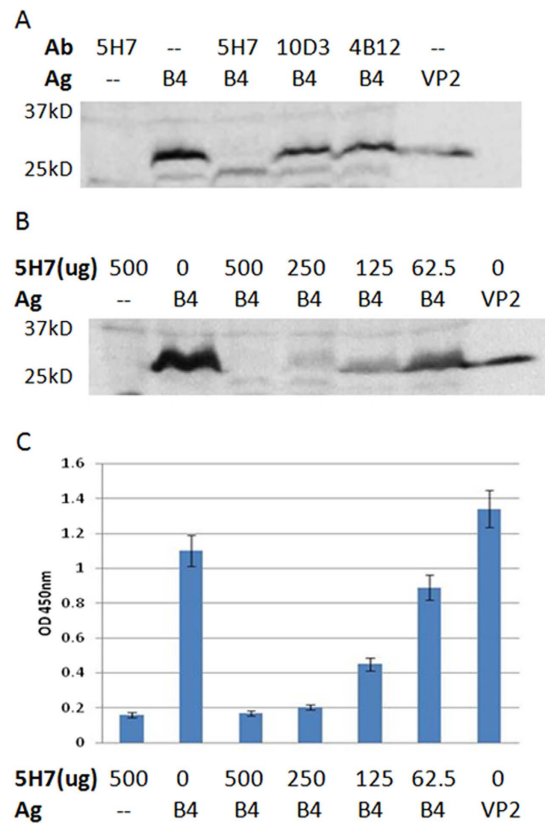 A
Ab 5H7 -- 5H7 10D3 4B12 --
Ag -- B4 B4 B4 B4 VP2
37kD
25kD
B
5H7(ug) 500 0 500 250 125 62.5 0
Ag -- B4 B4 B4 B4 B4 VP2
37kD
25kD
C
1.6
1.4
1.2
1
0.8
0.6
0.4
0.2
0
OD 450nm
5H7(ug) 500 0 500 250 125 62.5 0
Ag -- B4 B4 B4 B4 B4 VP2